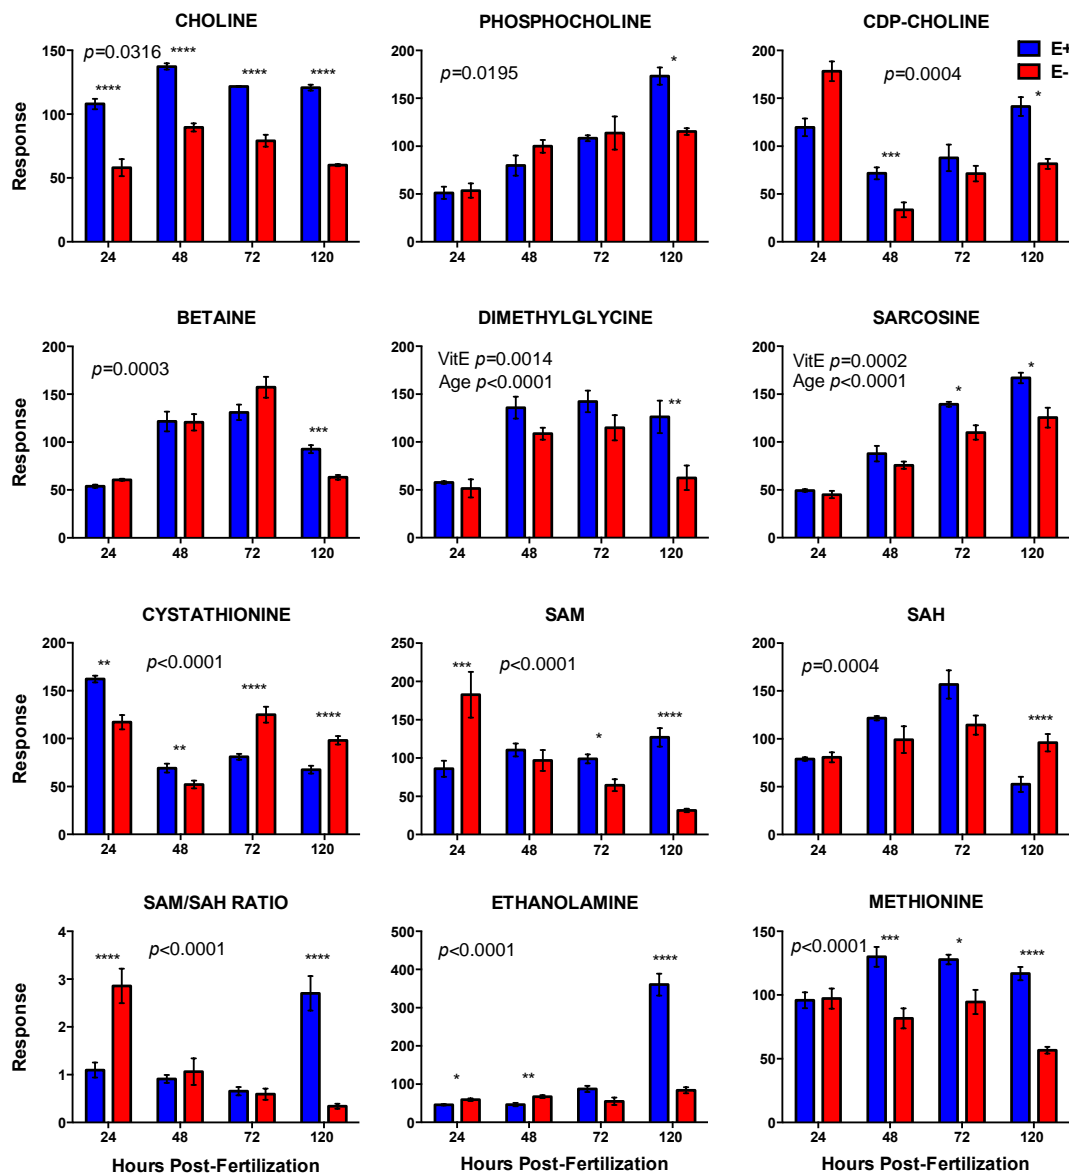 CHOLINE
p=0.0316
****
****
****
****
150
100
50
0
Response
24 48 72 120
PHOSPHOCHOLINE
p=0.0195
*
200
150
100
50
0
24 48 72 120
CDP-CHOLINE
E+
E-
p=0.0004
***
*
200
150
100
50
0
24 48 72 120
BETAINE
p=0.0003
***
200
150
100
50
0
Response
24 48 72 120
DIMETHYLGLYCINE
VitE p=0.0014
Age p<0.0001
**
200
150
100
50
0
24 48 72 120
SARCOSINE
VitE p=0.0002
Age p<0.0001
*
*
200
150
100
50
0
24 48 72 120
CYSTATHIONINE
p<0.0001
**
**
****
****
200
150
100
50
0
Response
24 48 72 120
SAM
p<0.0001
***
*
****
250
200
150
100
50
0
24 48 72 120
SAH
p=0.0004
****
200
150
100
50
0
24 48 72 120
SAM/SAH RATIO
p<0.0001
****
****
4
3
2
1
0
Response
24 48 72 120
Hours Post-Fertilization
ETHANOLAMINE
p<0.0001
*
**
****
500
400
300
200
100
0
24 48 72 120
Hours Post-Fertilization
METHIONINE
p<0.0001
***
*
****
150
100
50
0
24 48 72 120
Hours Post-Fertilization